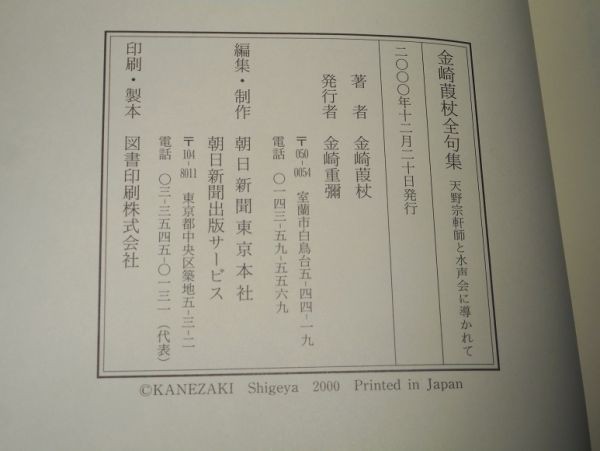 金崎葭杖全句集 天野宗軒師と水声会に導かれて
二〇〇〇年十二月二十日発行
著者 金崎葭杖
発行者 金崎重彌
〒050-0054 室蘭市白鳥台五-四四-一九
電話 〇一四三-五九-五五六九
編集・制作 朝日新聞東京本社
朝日新聞出版サービス
〒104-8011 東京都中央区築地五-三-二
電話 〇三-三五四五-〇一三一(代表)
印刷・製本 図書印刷株式会社
©KANEZAKI Shigeya 2000 Printed in Japan